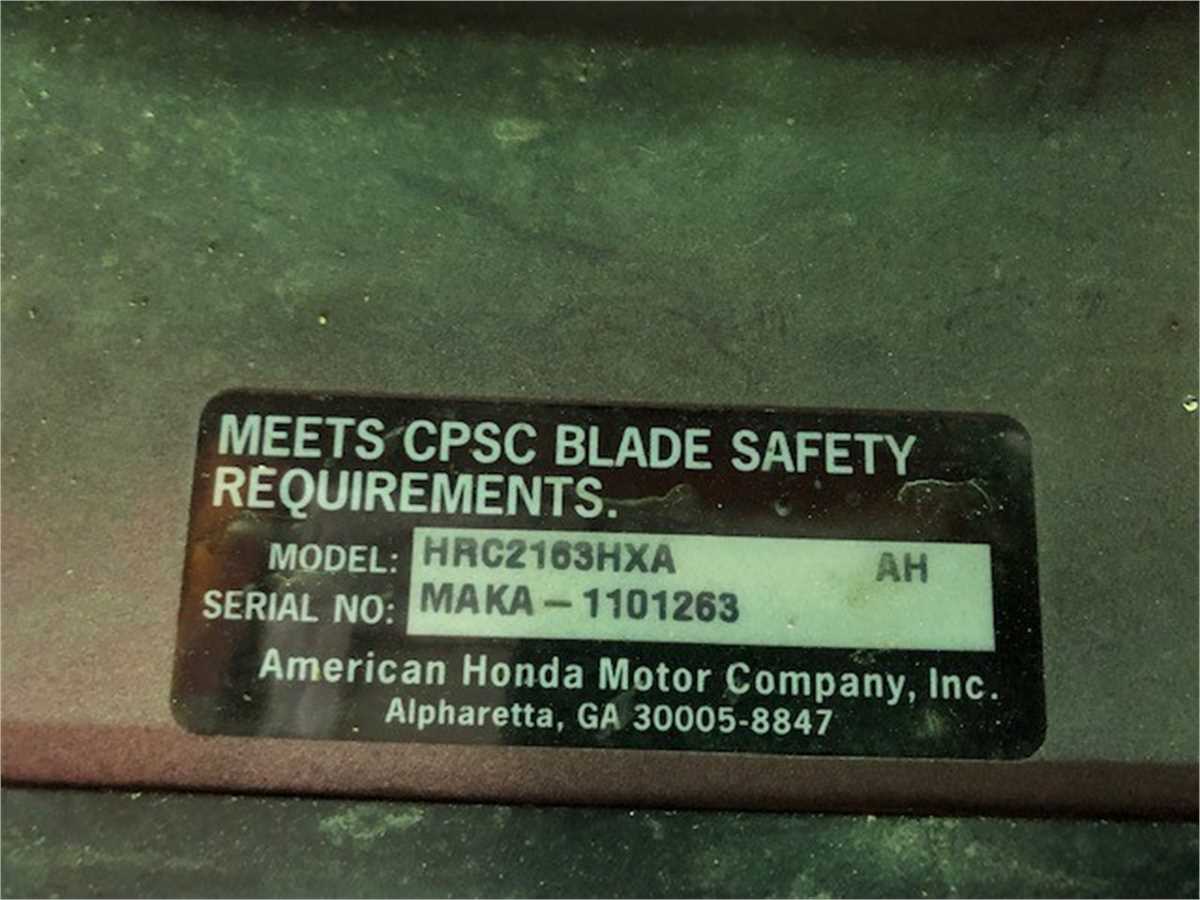 MEETS CPSC BLADE SAFETY
REQUIREMENTS.
MODEL: HRC2163HXA AH
SERIAL NO: MAKA-1101263
American Honda Motor Company, Inc.
Alpharetta, GA 30005-8847